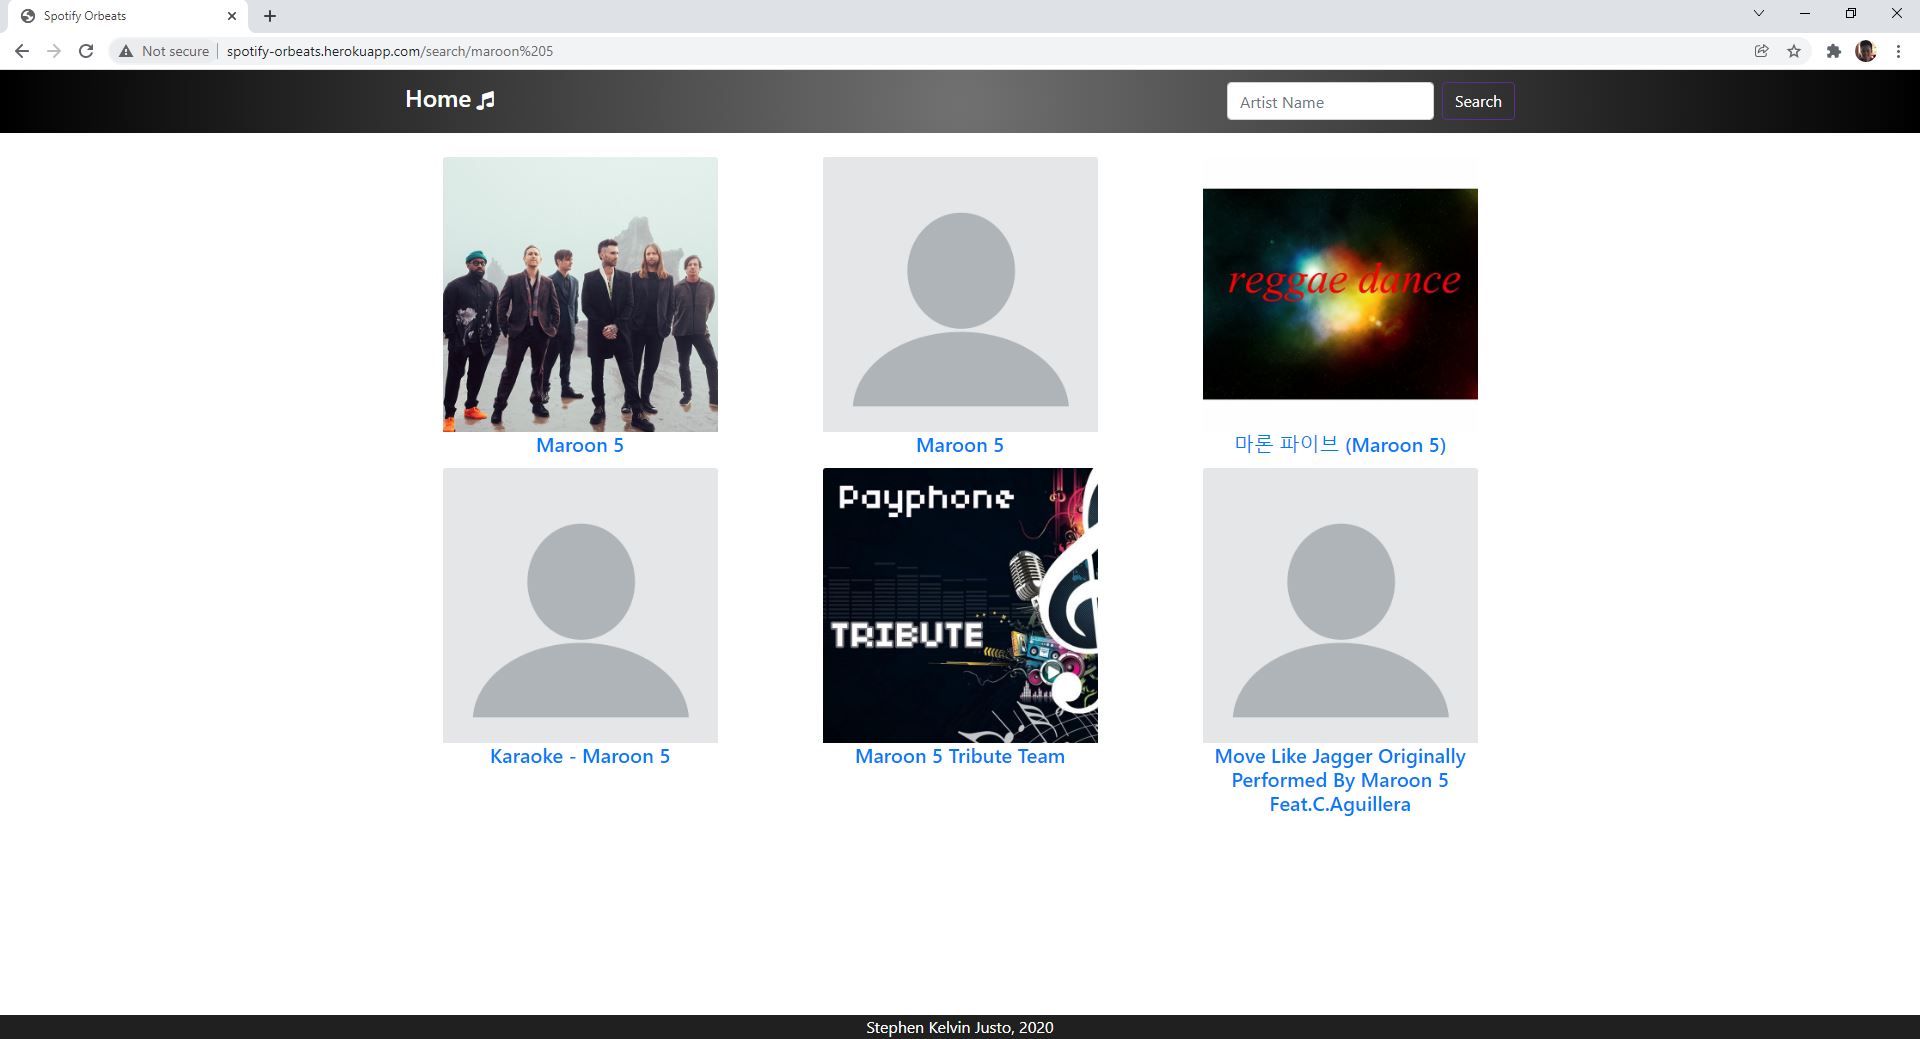 Spotify Orbeats
Not secure
spotify-orbeats.herokuapp.com/search/maroon%205
Home
Artist Name
Search
reggae dance
Maroon 5
Maroon 5
마론 파이브 (Maroon 5)
Payphone
TRIBUTE
Karaoke - Maroon 5
Maroon 5 Tribute Team
Move Like Jagger Originally
Performed By Maroon 5
Feat.C.Aguillera
Stephen Kelvin Justo, 2020